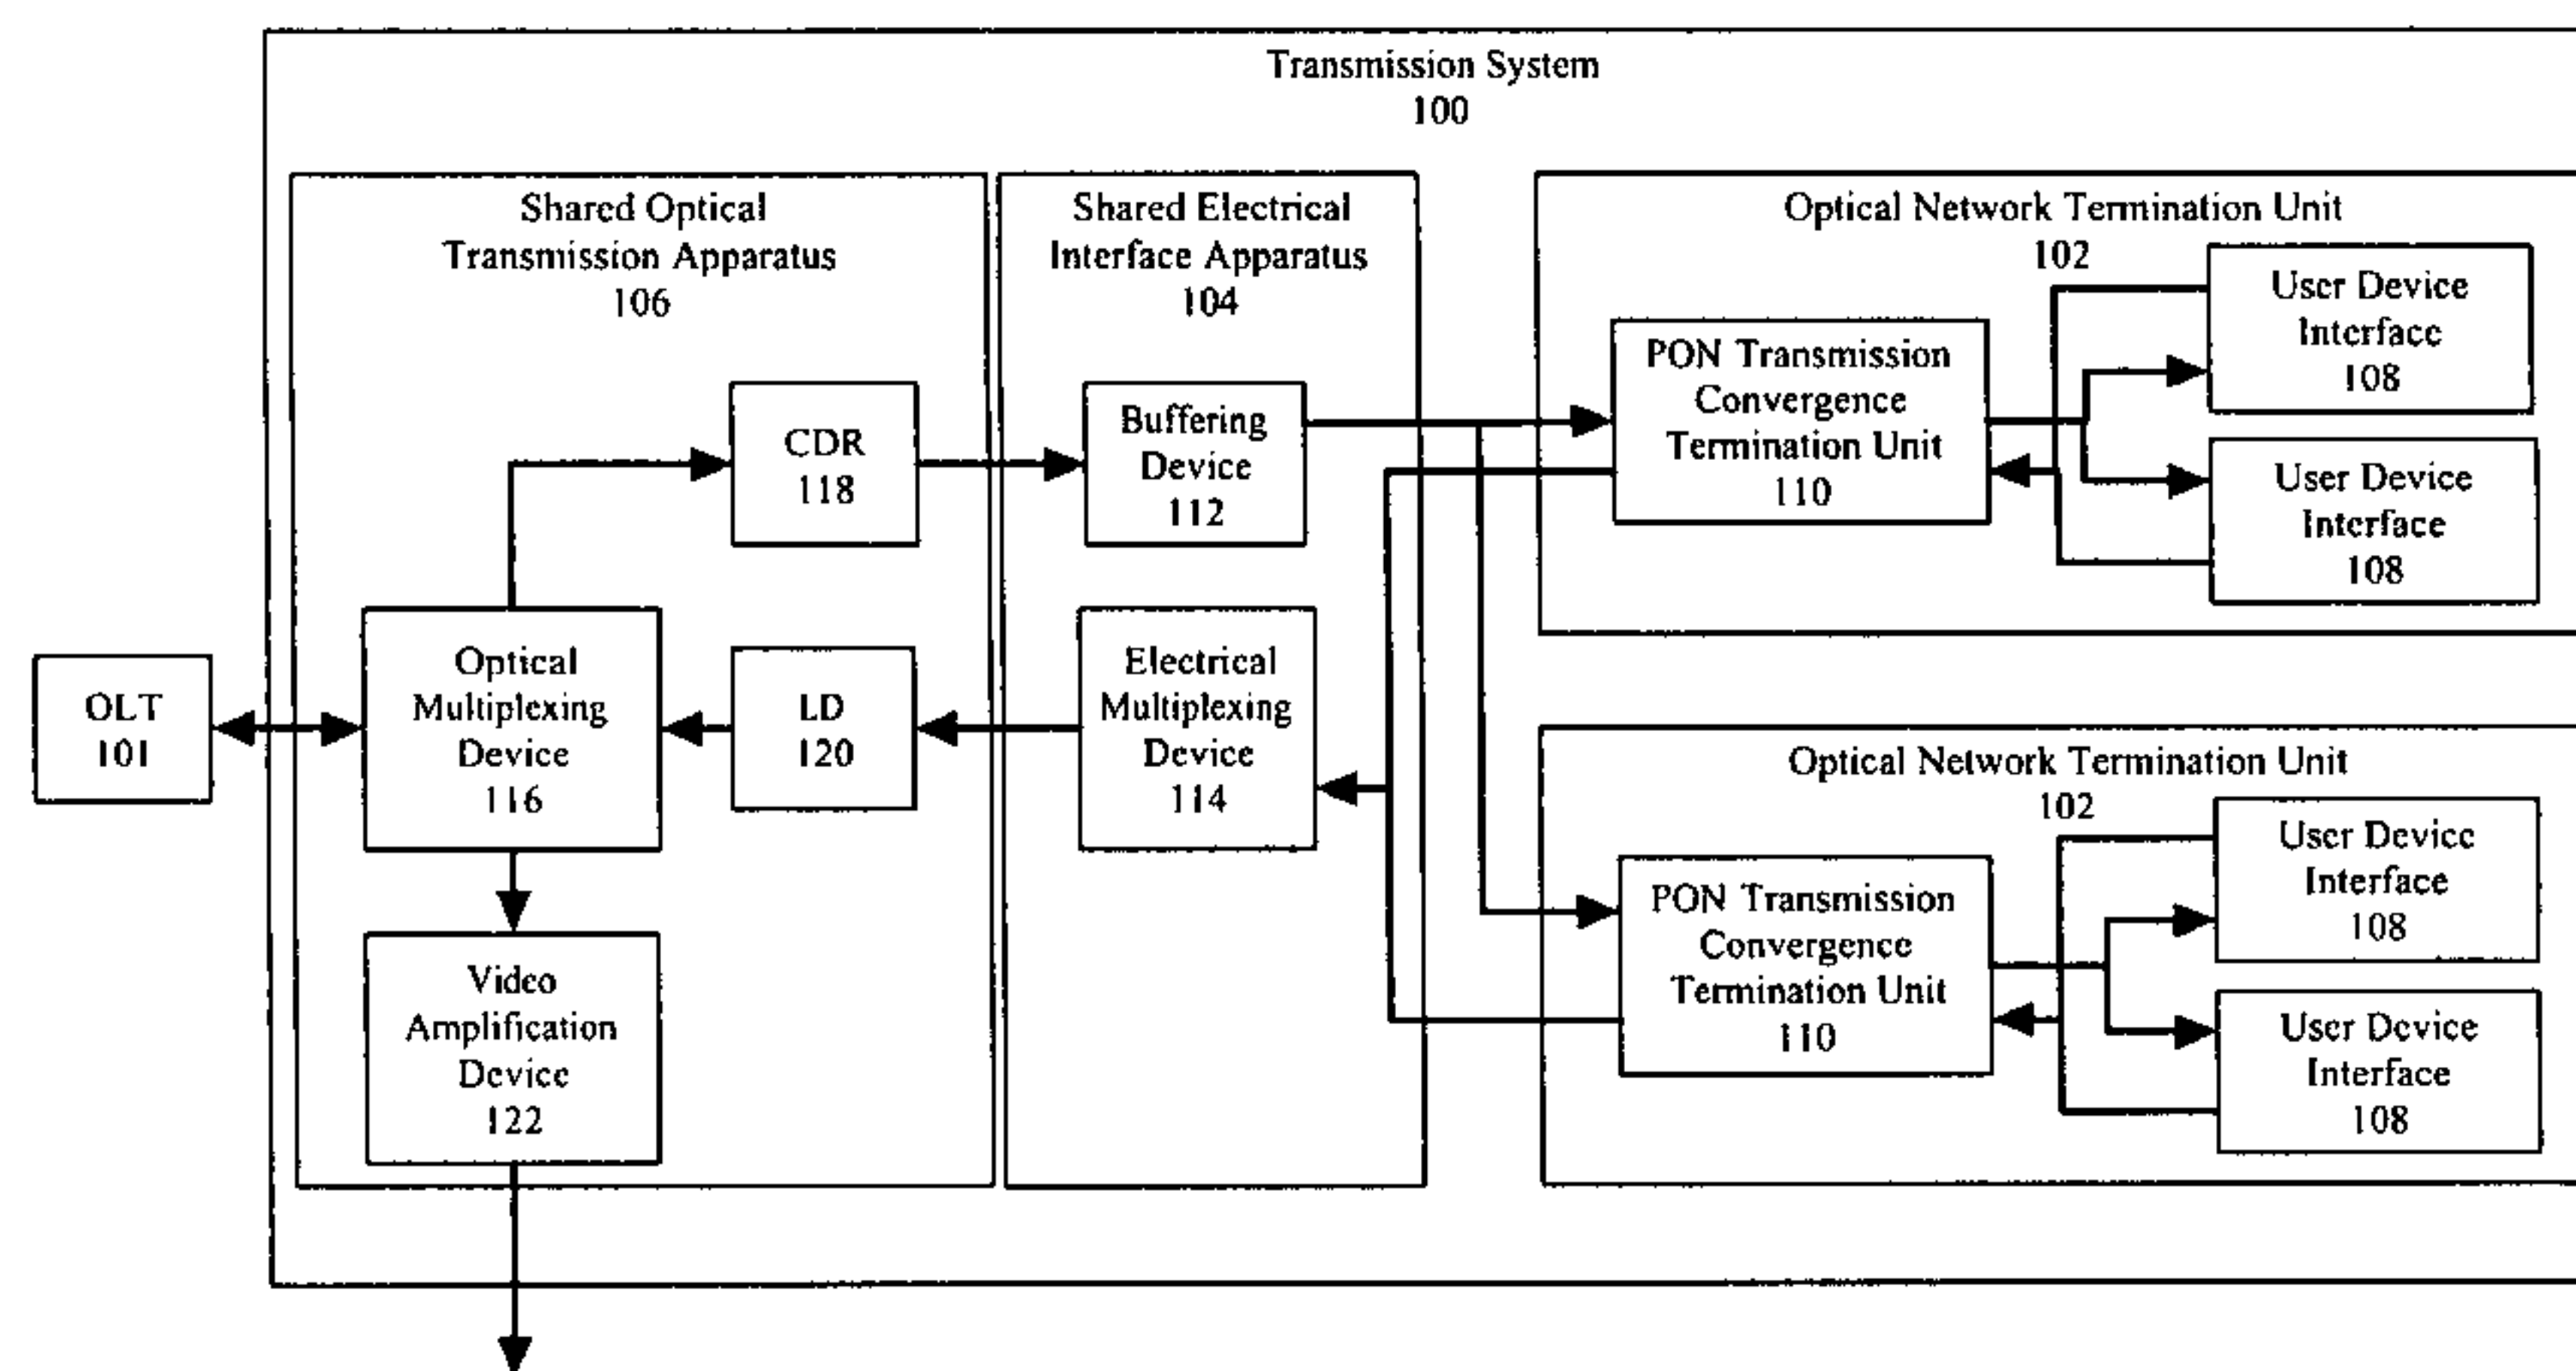 Transmission System
100
Shared Optical
Transmission Apparatus
106
Shared Electrical
Interface Apparatus
104
Optical Network Termination Unit
102
User Device
Interface
108
User Device
Interface
108
PON Transmission
Convergence
Termination Unit
110
CDR
118
Buffering
Device
112
OLT
101
Optical
Multiplexing
Device
116
LD
120
Electrical
Multiplexing
Device
114
Video
Amplification
Device
122
Optical Network Termination Unit
102
User Device
Interface
108
PON Transmission
Convergence
Termination Unit
110
User Device
Interface
108